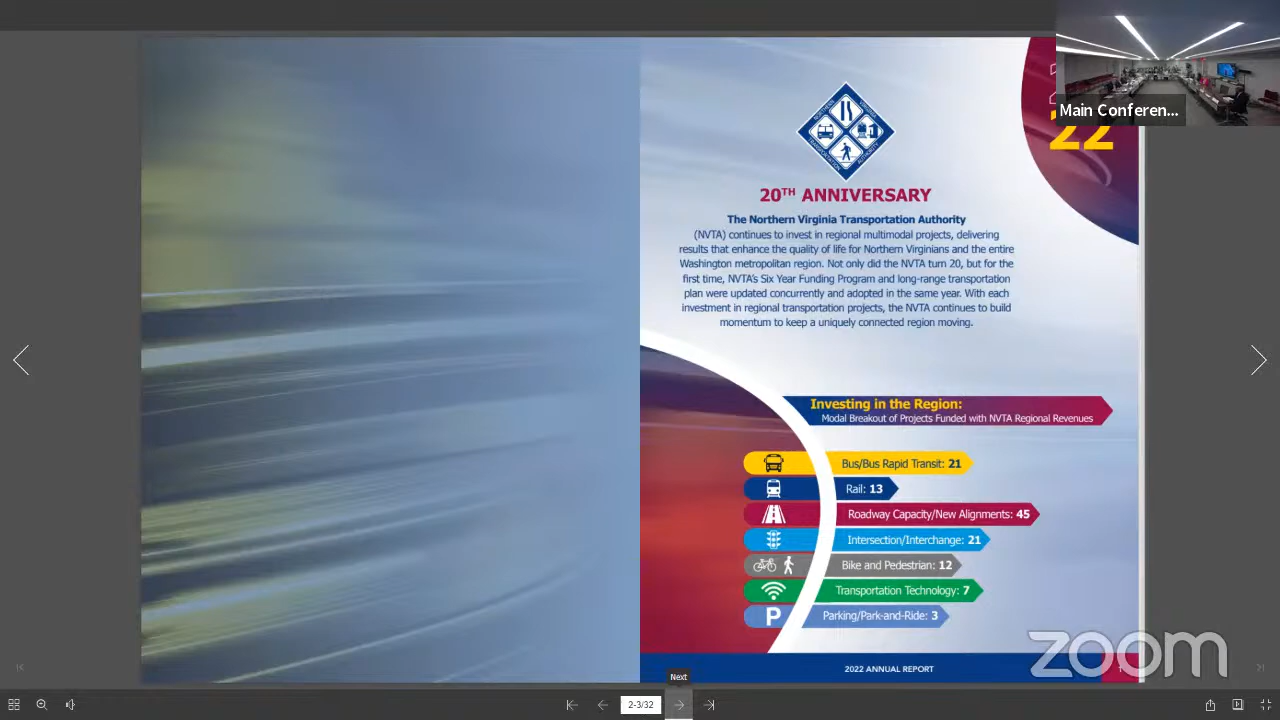 Main Conferen...
22
NORTHERN
VIRGINIA
TRANSPORTATION
AUTHORITY
20TH ANNIVERSARY
The Northern Virginia Transportation Authority
(NVTA) continues to invest in regional multimodal projects, delivering
results that enhance the quality of life for Northern Virginians and the entire
Washington metropolitan region. Not only did the NVTA turn 20, but for the
first time, NVTA's Six Year Funding Program and long-range transportation
plan were updated concurrently and adopted in the same year. With each
investment in regional transportation projects, the NVTA continues to build
momentum to keep a uniquely connected region moving.
Investing in the Region:
Modal Breakout of Projects Funded with NVTA Regional Revenues
Bus/Bus Rapid Transit: 21
Rail: 13
Roadway Capacity/New Alignments: 45
Intersection/Interchange: 21
Bike and Pedestrian: 12
Transportation Technology: 7
P Parking/Park-and-Ride: 3
zoom
2022 ANNUAL REPORT
Next
2-3/32